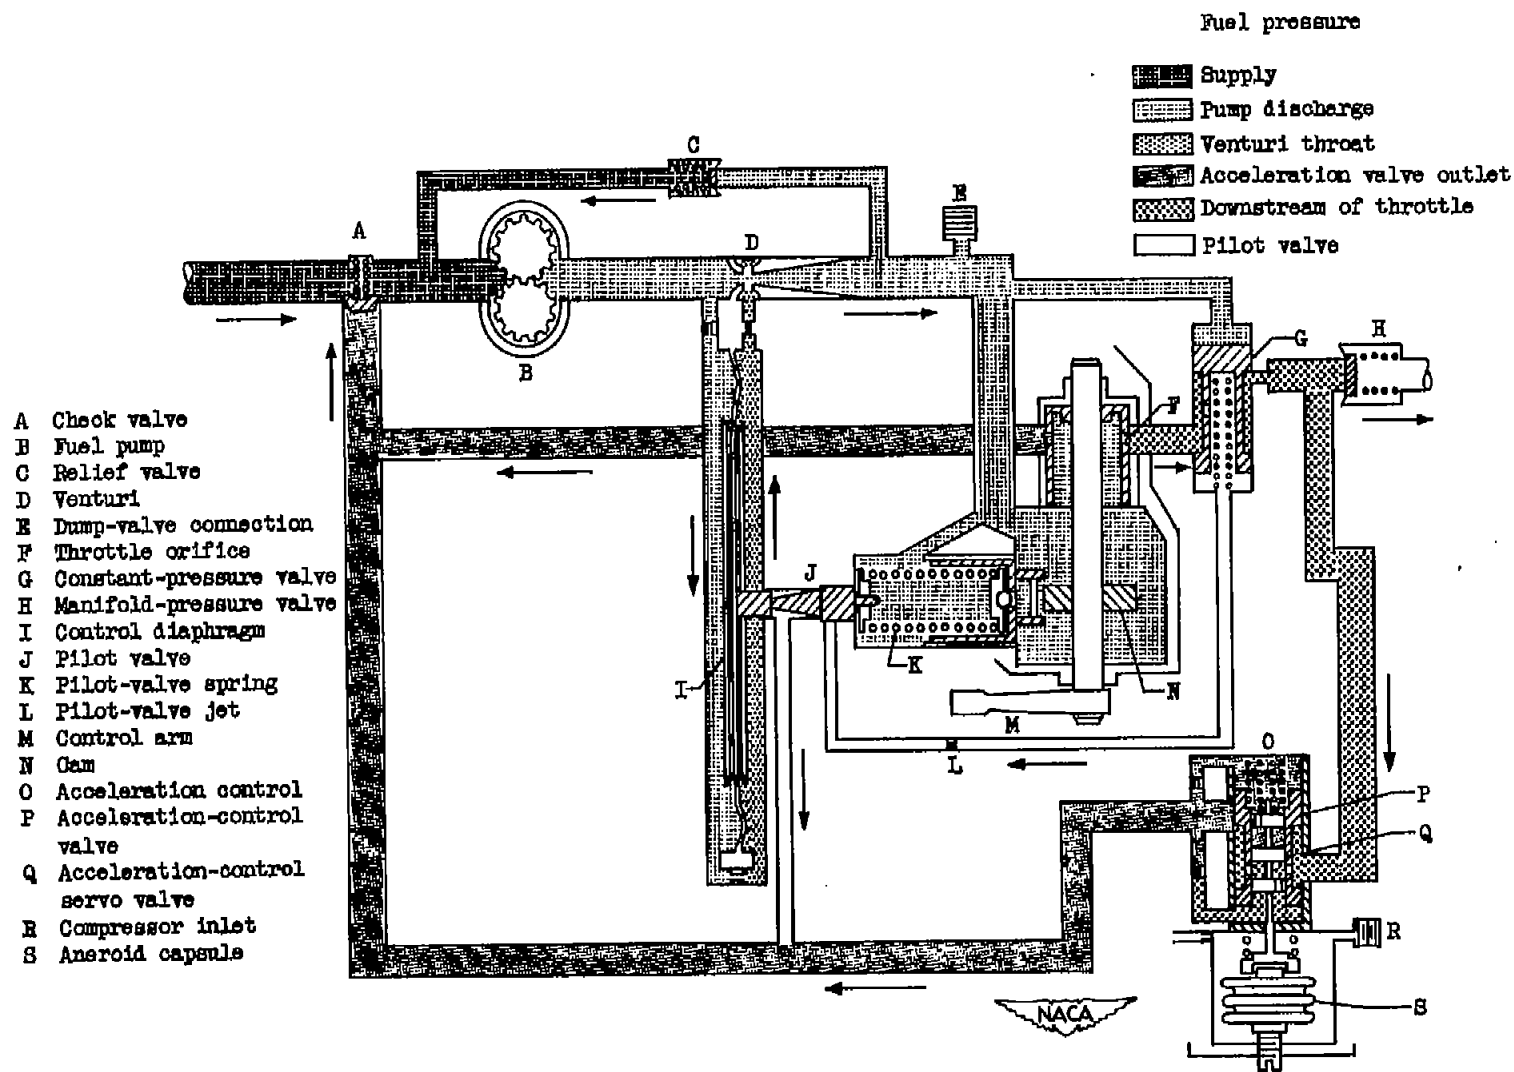 Fuel pressure
Supply
Pump discharge
Venturi throat
Acceleration valve outlet
Downstream of throttle
Pilot valve
C
E
A
D
G
H
B
F
J
K
I
N
M
L
O
P
Q
R
S
A Check valve
B Fuel pump
C Relief valve
D Venturi
E Dump-valve connection
F Throttle orifice
G Constant-pressure valve
H Manifold-pressure valve
I Control diaphragm
J Pilot valve
K Pilot-valve spring
L Pilot-valve jet
M Control arm
N Cam
O Acceleration control
P Acceleration-control
valve
Q Acceleration-control
servo valve
R Compressor inlet
S Aneroid capsule
NACA